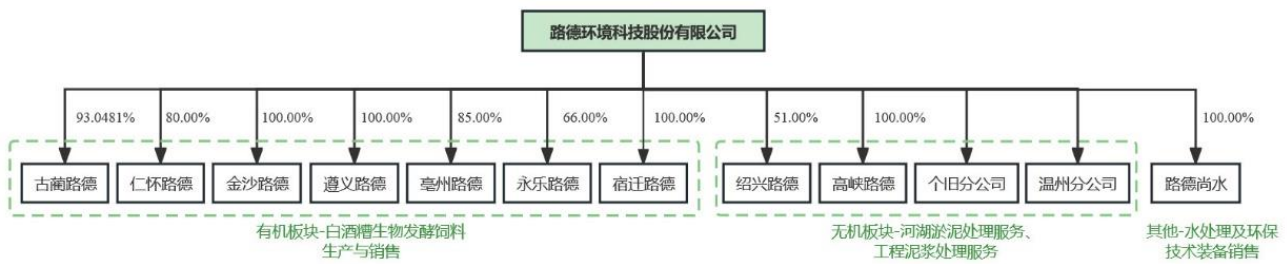 路德环境科技股份有限公司
93.0481% 80.00% 100.00% 100.00% 85.00% 66.00% 100.00% 51.00% 100.00% 100.00%
古蔺路德 仁怀路德 金沙路德 遵义路德 亳州路德 永乐路德 宿迁路德 绍兴路德 高峡路德 个旧分公司 温州分公司 路德尚水
有机板块-白酒糟生物发酵饲料
生产与销售
无机板块-河湖淤泥处理服务、
工程泥浆处理服务
其他-水处理及环保
技术装备销售